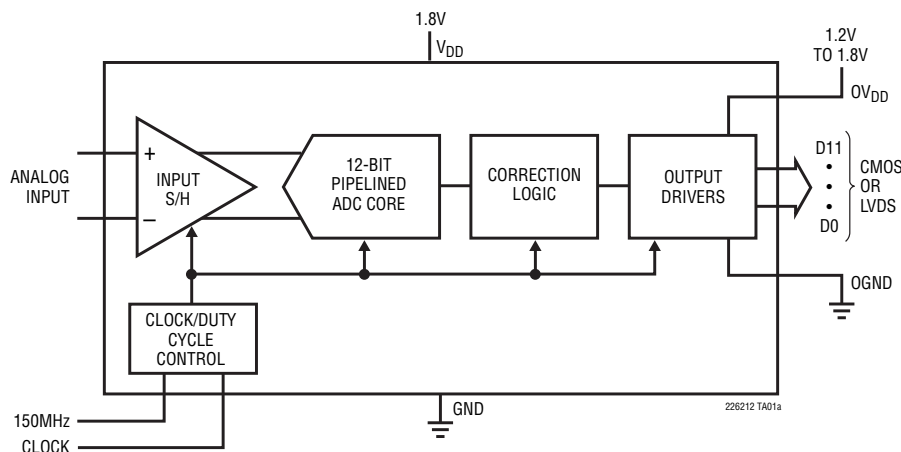 1.8V
VDD
1.2V
TO 1.8V
OVDD
ANALOG
INPUT
+
–
INPUT
S/H
12-BIT
PIPELINED
ADC CORE
CORRECTION
LOGIC
OUTPUT
DRIVERS
D11
•
•
•
D0
CMOS
OR
LVDS
OGND
CLOCK/DUTY
CYCLE
CONTROL
150MHz
CLOCK
GND
226212 TA01a